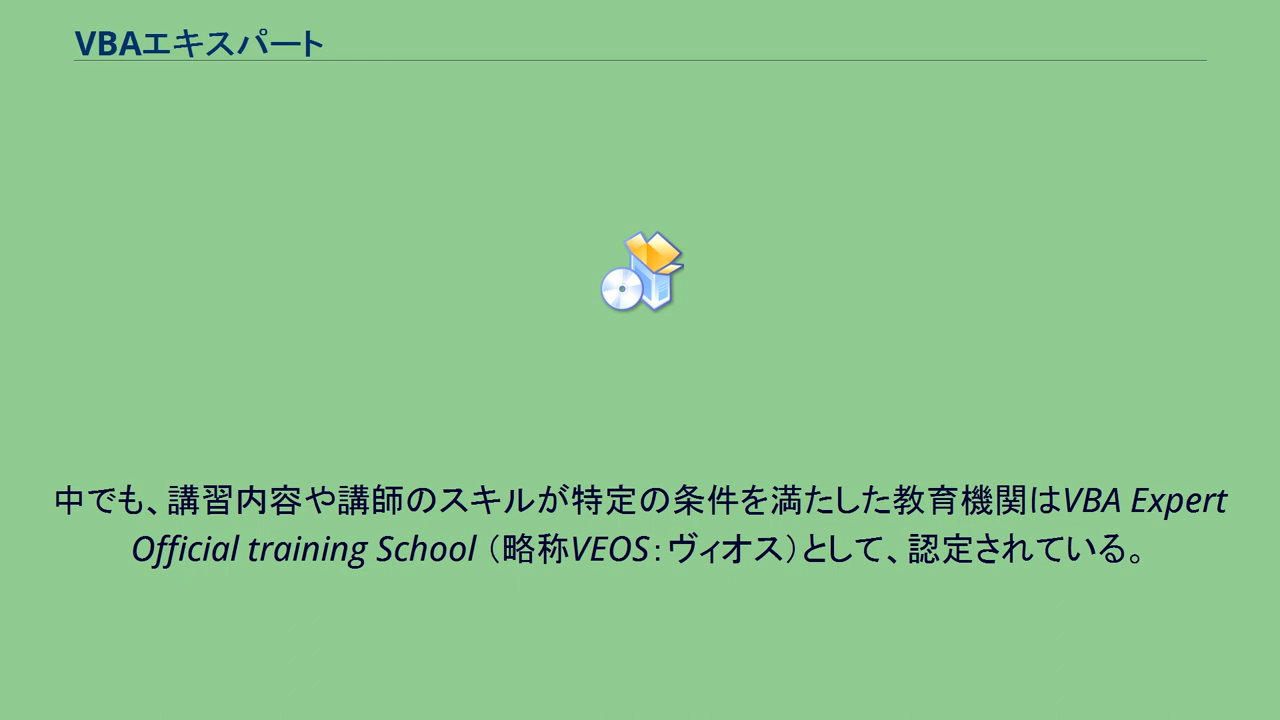 VBAエキスパート
中でも、講習内容や講師のスキルが特定の条件を満たした教育機関はVBA Expert
Official training School（略称VEOS：ヴィオス）として、認定されている。